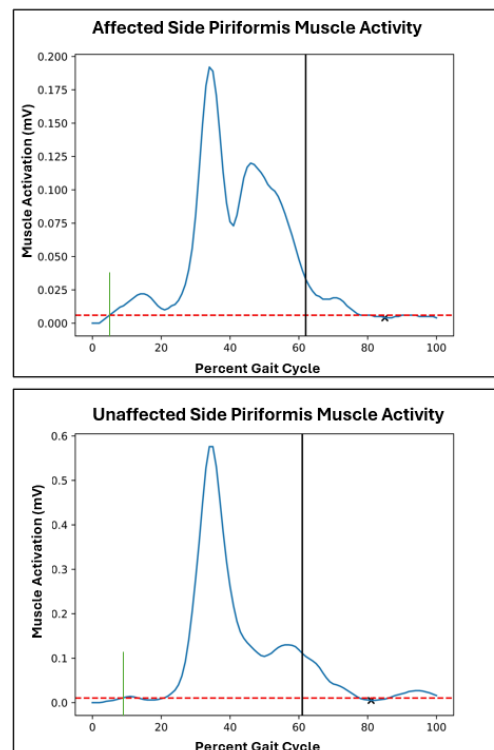 Affected Side Piriformis Muscle Activity
Muscle Activation (mV)
0.200
0.175
0.150
0.125
0.100
0.075
0.050
0.025
0.000
0 20 40 60 80 100
Percent Gait Cycle
Unaffected Side Piriformis Muscle Activity
Muscle Activation (mV)
0.6
0.5
0.4
0.3
0.2
0.1
0.0
0 20 40 60 80 100
Percent Gait Cycle